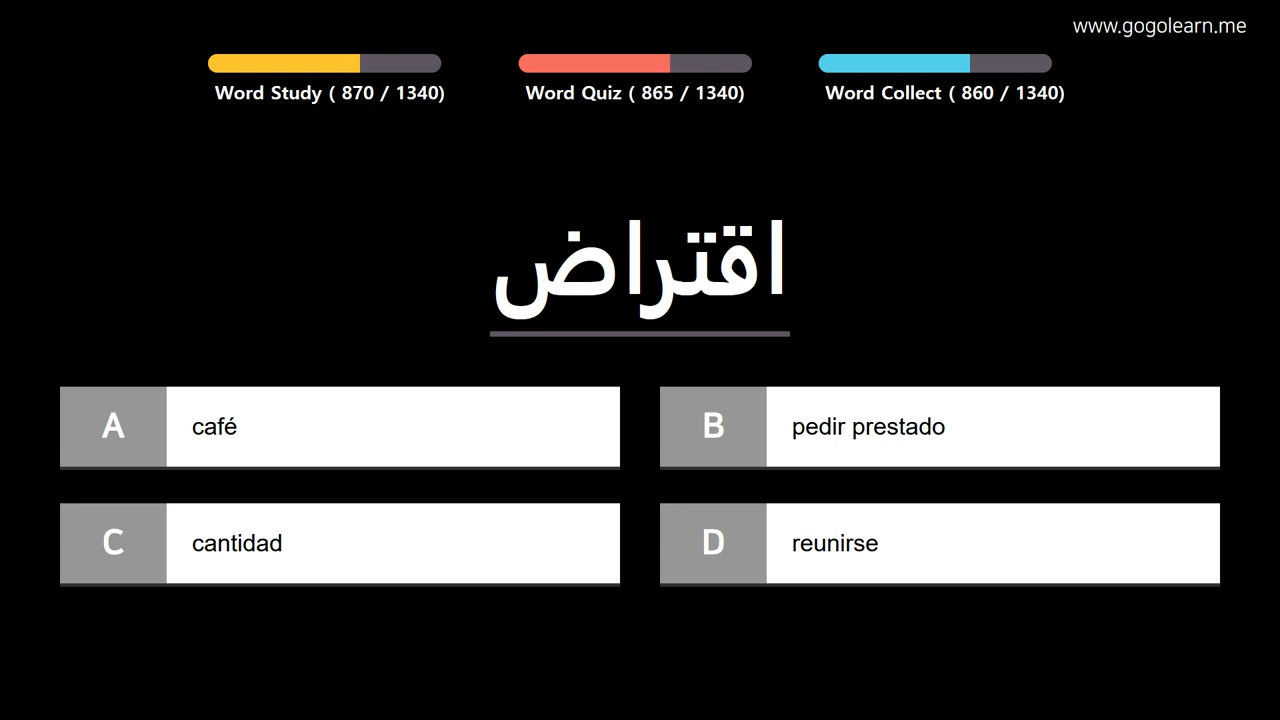 www.gogolearn.me
Word Study ( 870 / 1340)
Word Quiz ( 865 / 1340)
Word Collect ( 860 / 1340)
اقتراض
A café
B pedir prestado
C cantidad
D reunirse